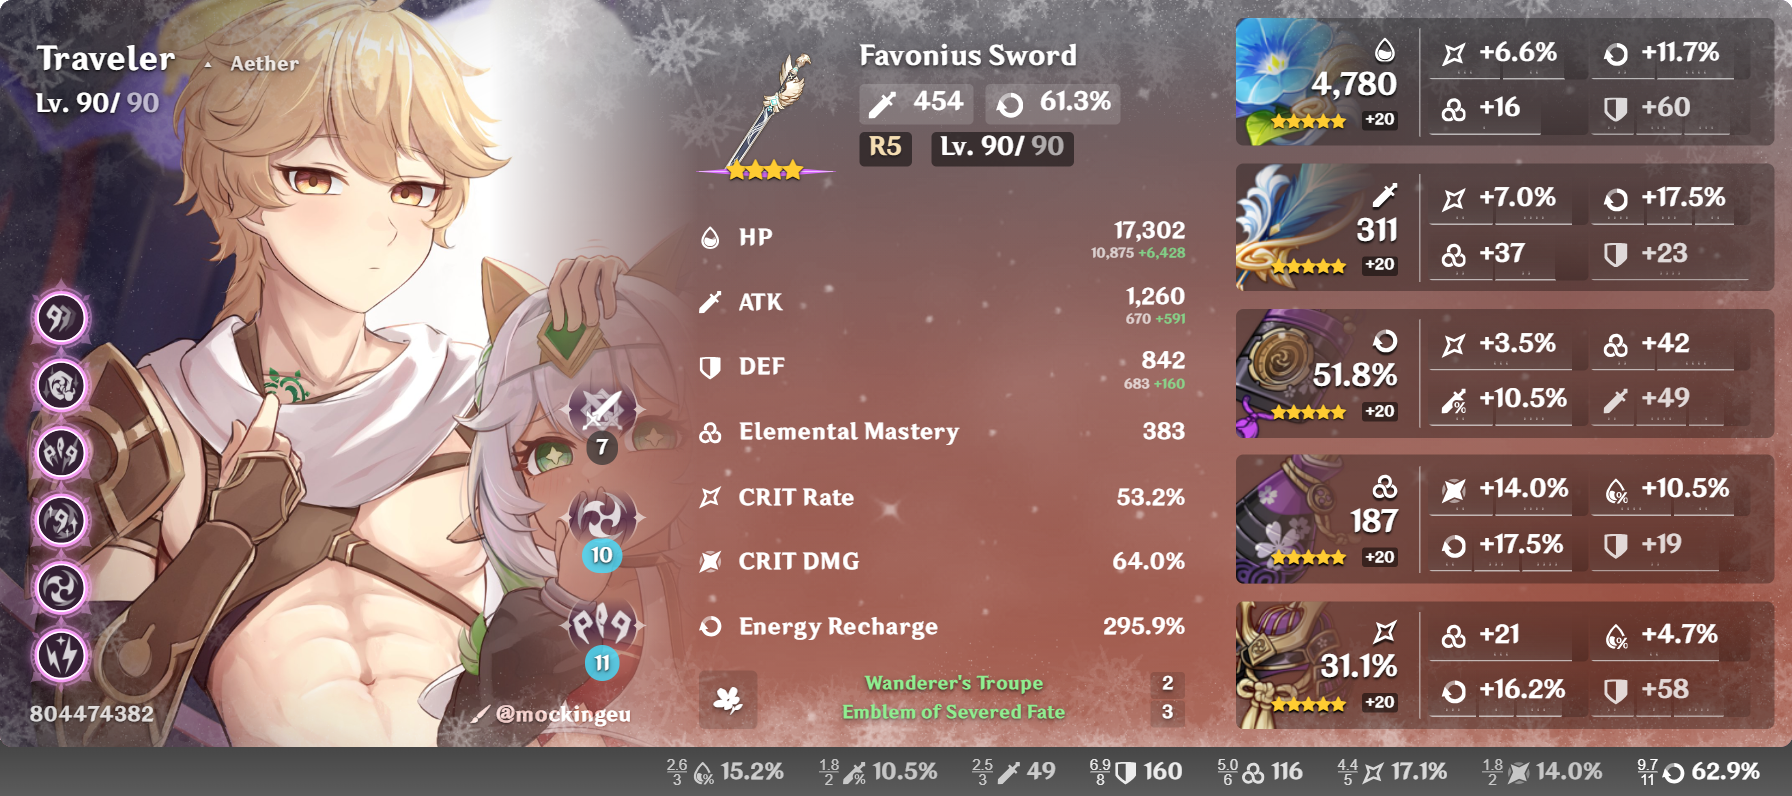 Traveler ▲ Aether
Lv. 90/ 90
804474382
@mockingeu
7
10
11
Favonius Sword
454 61.3%
R5 Lv. 90/ 90
HP 17,302
10,875 +6,428
ATK 1,260
670 +591
DEF 842
683 +160
Elemental Mastery 383
CRIT Rate 53.2%
CRIT DMG 64.0%
Energy Recharge 295.9%
Wanderer's Troupe 2
Emblem of Severed Fate 3
4,780
+20
+6.6% +11.7%
+16 +60
311
+20
+7.0% +17.5%
+37 +23
51.8%
+20
+3.5% +42
+10.5% +49
187
+20
+14.0% +10.5%
+17.5% +19
31.1%
+20
+21 +4.7%
+16.2% +58
2.6 3 15.2% 1.8 2 10.5% 2.5 3 49 6.9 8 160 5.0 6 116 4.4 5 17.1% 1.8 2 14.0% 9.7 11 62.9%